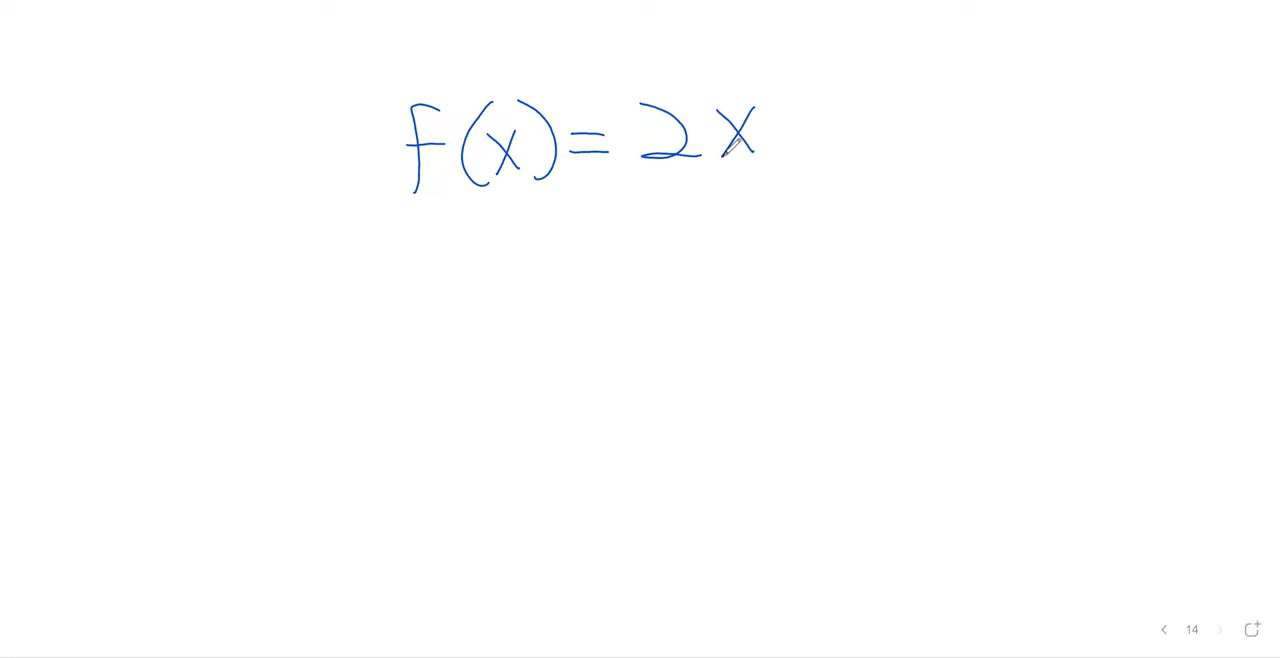 F(x) = 2x
14